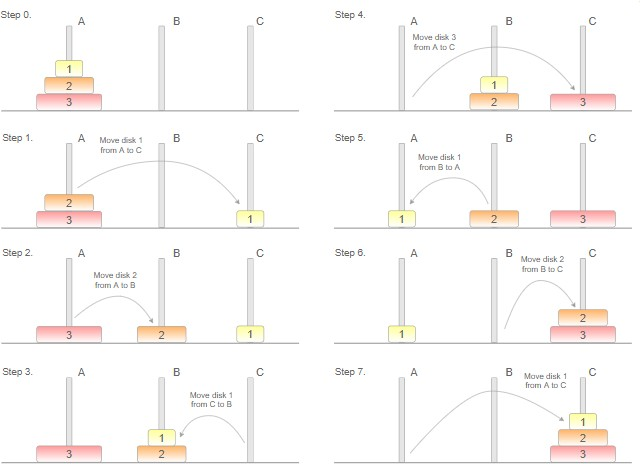 Step 0.
A B C
1
2
3
Step 1.
A B C
Move disk 1
from A to C
2
3 1
Step 2.
A B C
Move disk 2
from A to B
3 2 1
Step 3.
A B C
Move disk 1
from C to B
1
3 2
Step 4.
A B C
Move disk 3
from A to C
1
2 3
Step 5.
A B C
Move disk 1
from B to A
1 2 3
Step 6.
A B C
Move disk 2
from B to C
2
1 3
Step 7.
A B C
Move disk 1
from A to C
1
2
3